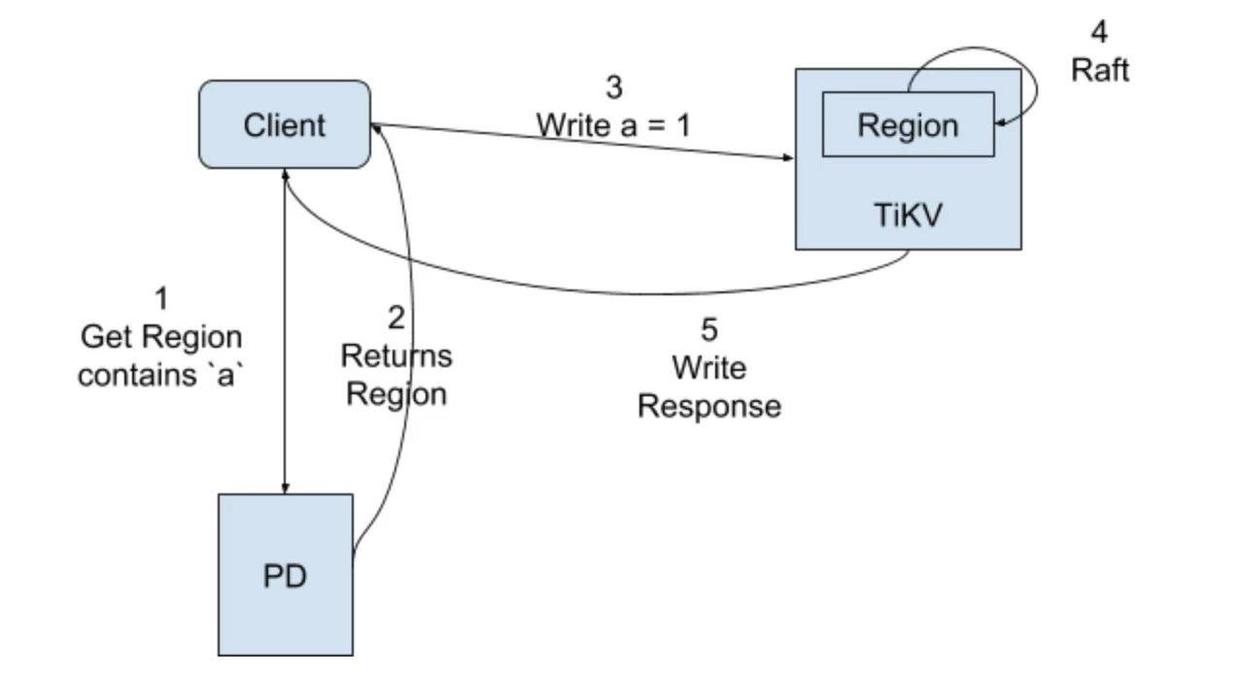 4
Raft
3
Write a = 1
Client
Region
TiKV
1
Get Region
contains `a`
2
Returns
Region
5
Write
Response
PD